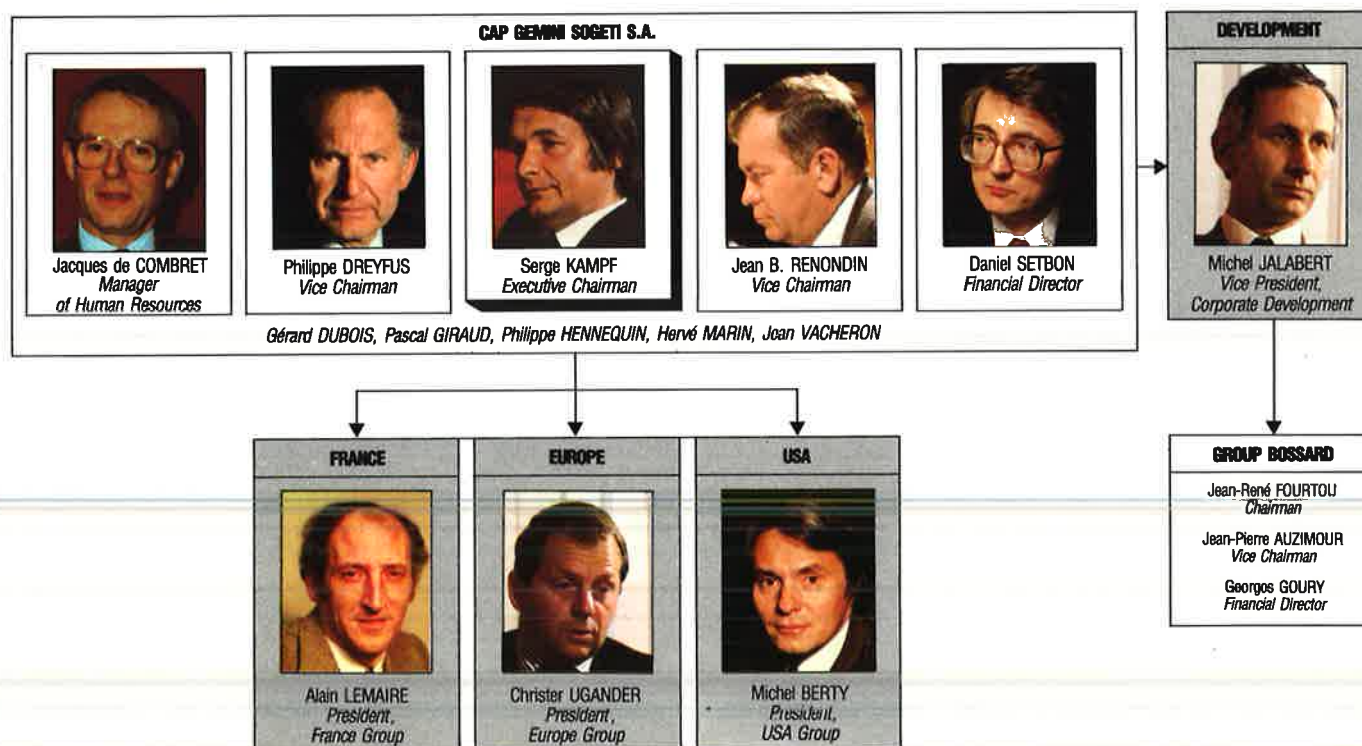 CAP GEMINI SOGETI S.A.
Jacques de COMBRET
Manager
of Human Resources
Philippe DREYFUS
Vice Chairman
Serge KAMPF
Executive Chairman
Jean B. RENONDIN
Vice Chairman
Daniel SETBON
Financial Director
Gérard DUBOIS, Pascal GIRAUD, Philippe HENNEQUIN, Hervé MARIN, Jean VACHERON
DEVELOPMENT
Michel JALABERT
Vice President,
Corporate Development
FRANCE
Alain LEMAIRE
President,
France Group
EUROPE
Christer UGANDER
President,
Europe Group
USA
Michel BERTY
President,
USA Group
GROUP BOSSARD
Jean-René FOURTOU
Chairman
Jean-Pierre AUZIMOUR
Vice Chairman
Georges GOURY
Financial Director